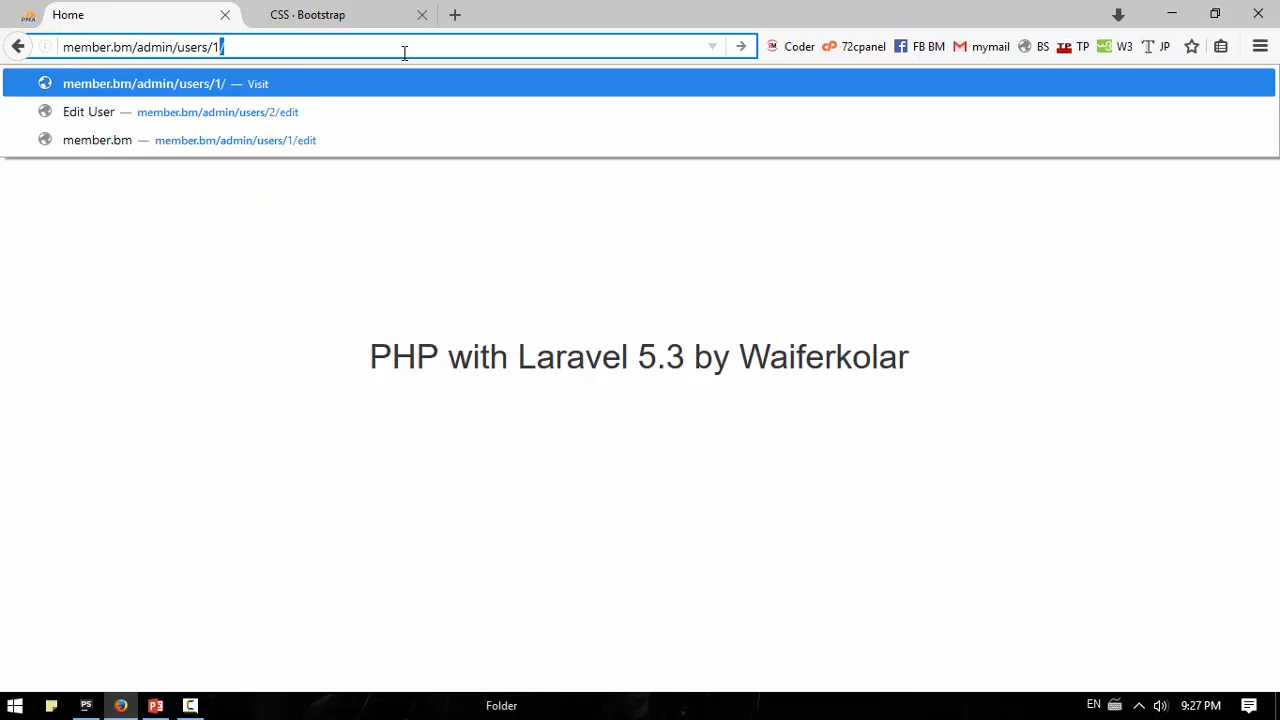 Home
CSS · Bootstrap
member.bm/admin/users/1/
Coder
72cpanel
FB BM
mymail
BS
TP
W3
JP
member.bm/admin/users/1/ — Visit
Edit User — member.bm/admin/users/2/edit
member.bm — member.bm/admin/users/1/edit
PHP with Laravel 5.3 by Waiferkolar
Folder
EN
9:27 PM